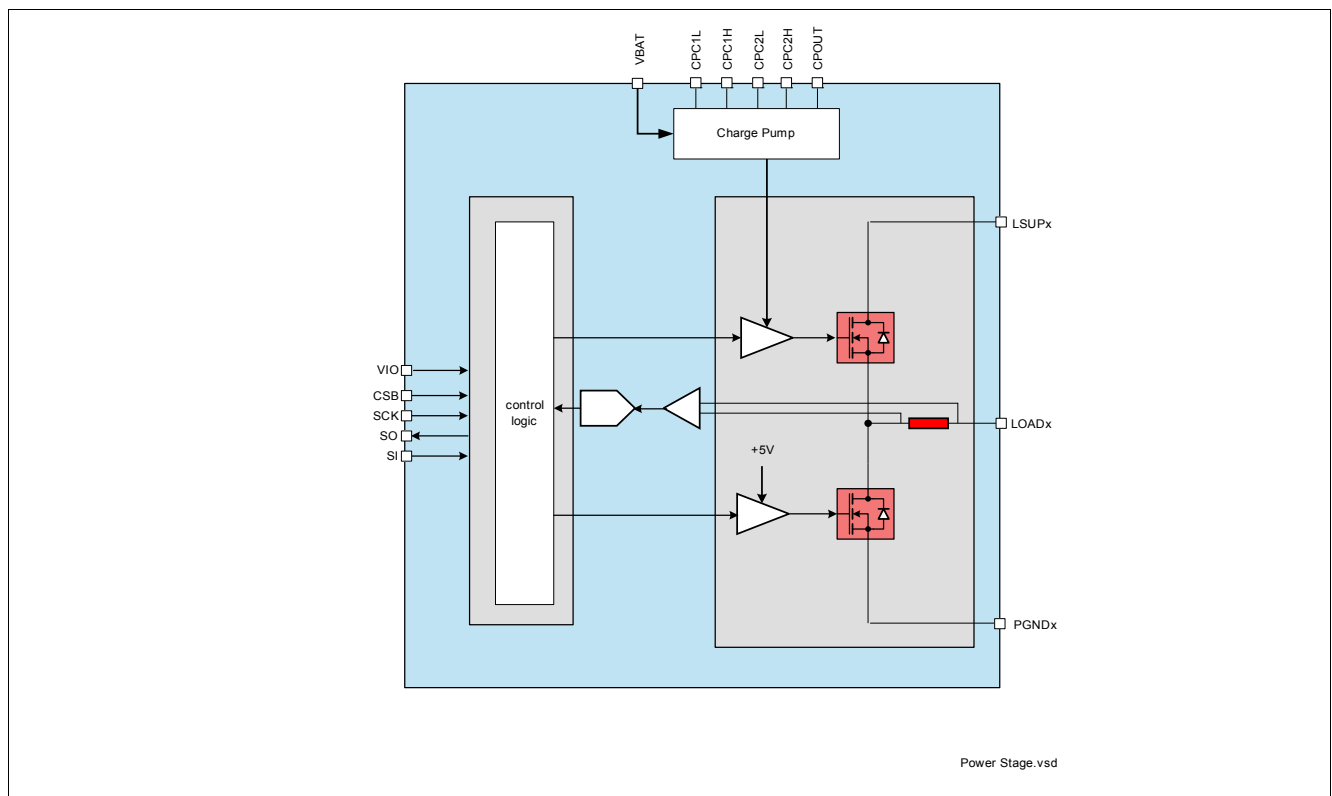 VBAT
CPC1L
CPC1H
CPC2L
CPC2H
CPOUT
Charge Pump
LSUPx
VIO
CSB
SCK
SO
SI
control
logic
LOADx
+5V
PGNDx
Power Stage.vsd